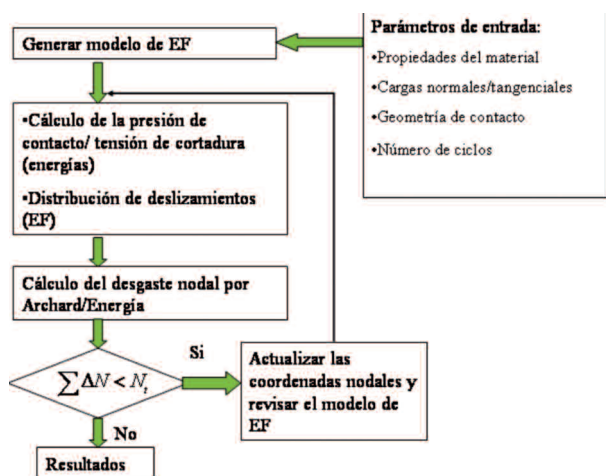 Generar modelo de EF
Parámetros de entrada:
•Propiedades del material
•Cargas normales/tangenciales
•Geometría de contacto
•Número de ciclos
•Cálculo de la presión de
contacto/ tensión de cortadura
(energías)
•Distribución de deslizamientos
(EF)
Cálculo del desgaste nodal por
Archard/Energía
∑ΔN < Nt
Si
Actualizar las
coordenadas nodales y
revisar el modelo de
EF
No
Resultados